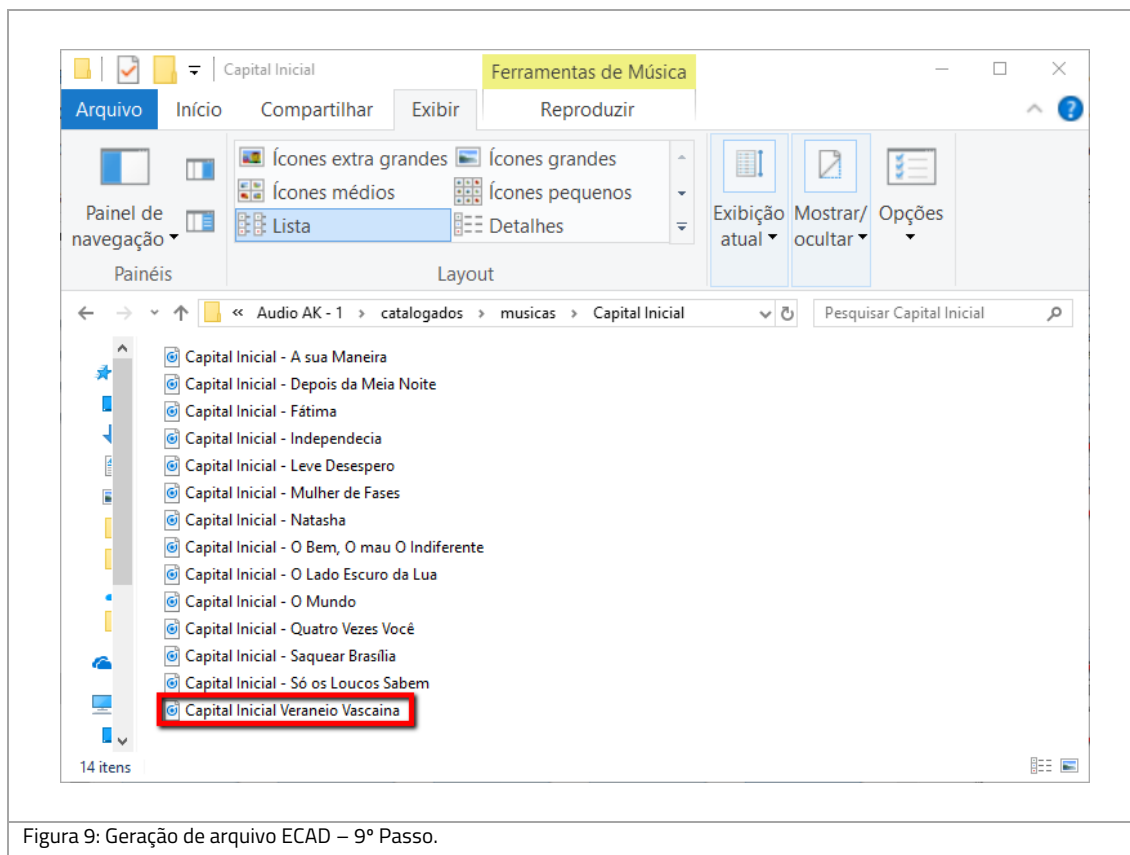 Capital Inicial
Ferramentas de Música
Arquivo Início Compartilhar Exibir Reproduzir
Ícones extra grandes Ícones grandes
Ícones médios Ícones pequenos
Lista Detalhes
Painel de navegação
Exibição atual
Mostrar/ ocultar
Opções
Painéis Layout
« Audio AK - 1 > catalogados > musicas > Capital Inicial Pesquisar Capital Inicial
Capital Inicial - A sua Maneira
Capital Inicial - Depois da Meia Noite
Capital Inicial - Fátima
Capital Inicial - Independecia
Capital Inicial - Leve Desespero
Capital Inicial - Mulher de Fases
Capital Inicial - Natasha
Capital Inicial - O Bem, O mau O Indiferente
Capital Inicial - O Lado Escuro da Lua
Capital Inicial - O Mundo
Capital Inicial - Quatro Vezes Você
Capital Inicial - Saquear Brasília
Capital Inicial - Só os Loucos Sabem
Capital Inicial Veraneio Vascaina
14 itens
Figura 9: Geração de arquivo ECAD – 9º Passo.